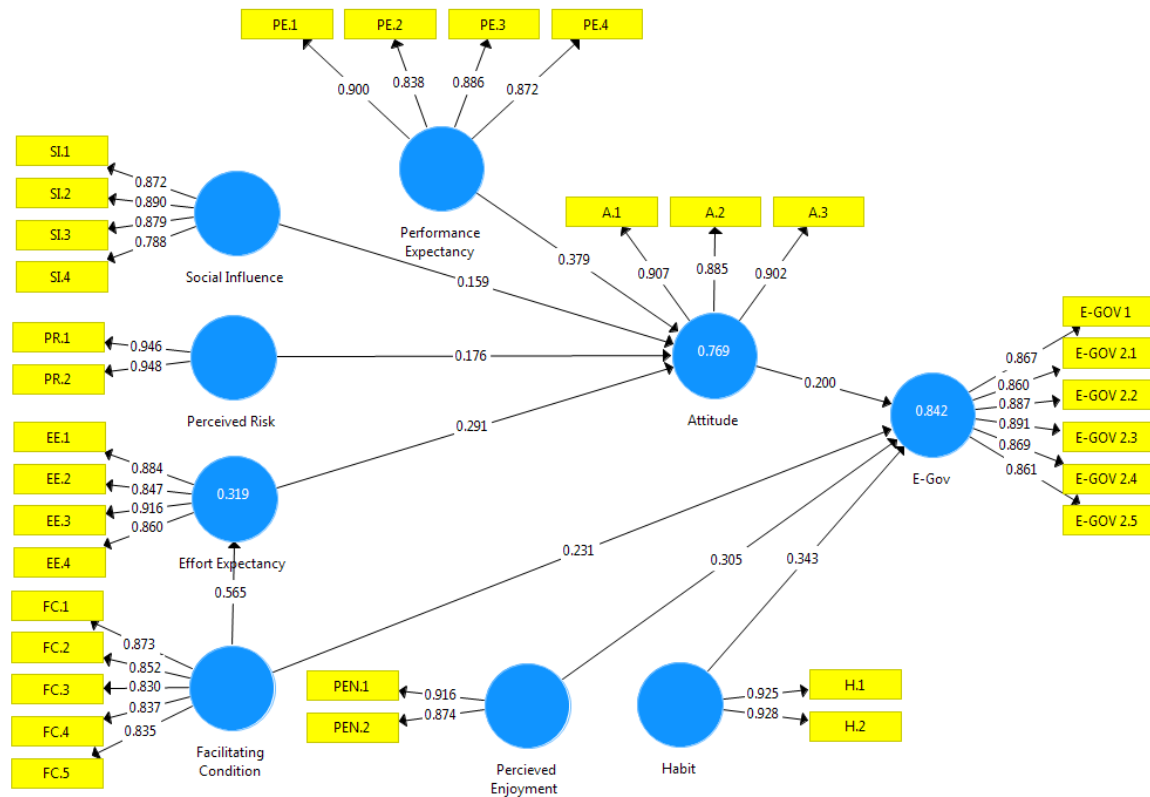 PE.1
PE.2
PE.3
PE.4
0.900
0.838
0.886
0.872
Performance
Expectancy
SI.1
SI.2
SI.3
SI.4
0.872
0.890
0.879
0.788
Social Influence
A.1
A.2
A.3
0.907
0.885
0.902
0.379
0.159
0.176
0.291
0.769
Attitude
0.200
PR.1
PR.2
0.946
0.948
Perceived Risk
E-GOV 1
E-GOV 2.1
E-GOV 2.2
E-GOV 2.3
E-GOV 2.4
E-GOV 2.5
0.867
0.860
0.887
0.891
0.869
0.861
0.842
E-Gov
EE.1
EE.2
EE.3
EE.4
0.884
0.847
0.916
0.860
0.319
Effort Expectancy
0.565
0.231
0.305
0.343
FC.1
FC.2
FC.3
FC.4
FC.5
0.873
0.852
0.830
0.837
0.835
Facilitating
Condition
PEN.1
PEN.2
0.916
0.874
Percieved
Enjoyment
Habit
0.925
0.928
H.1
H.2